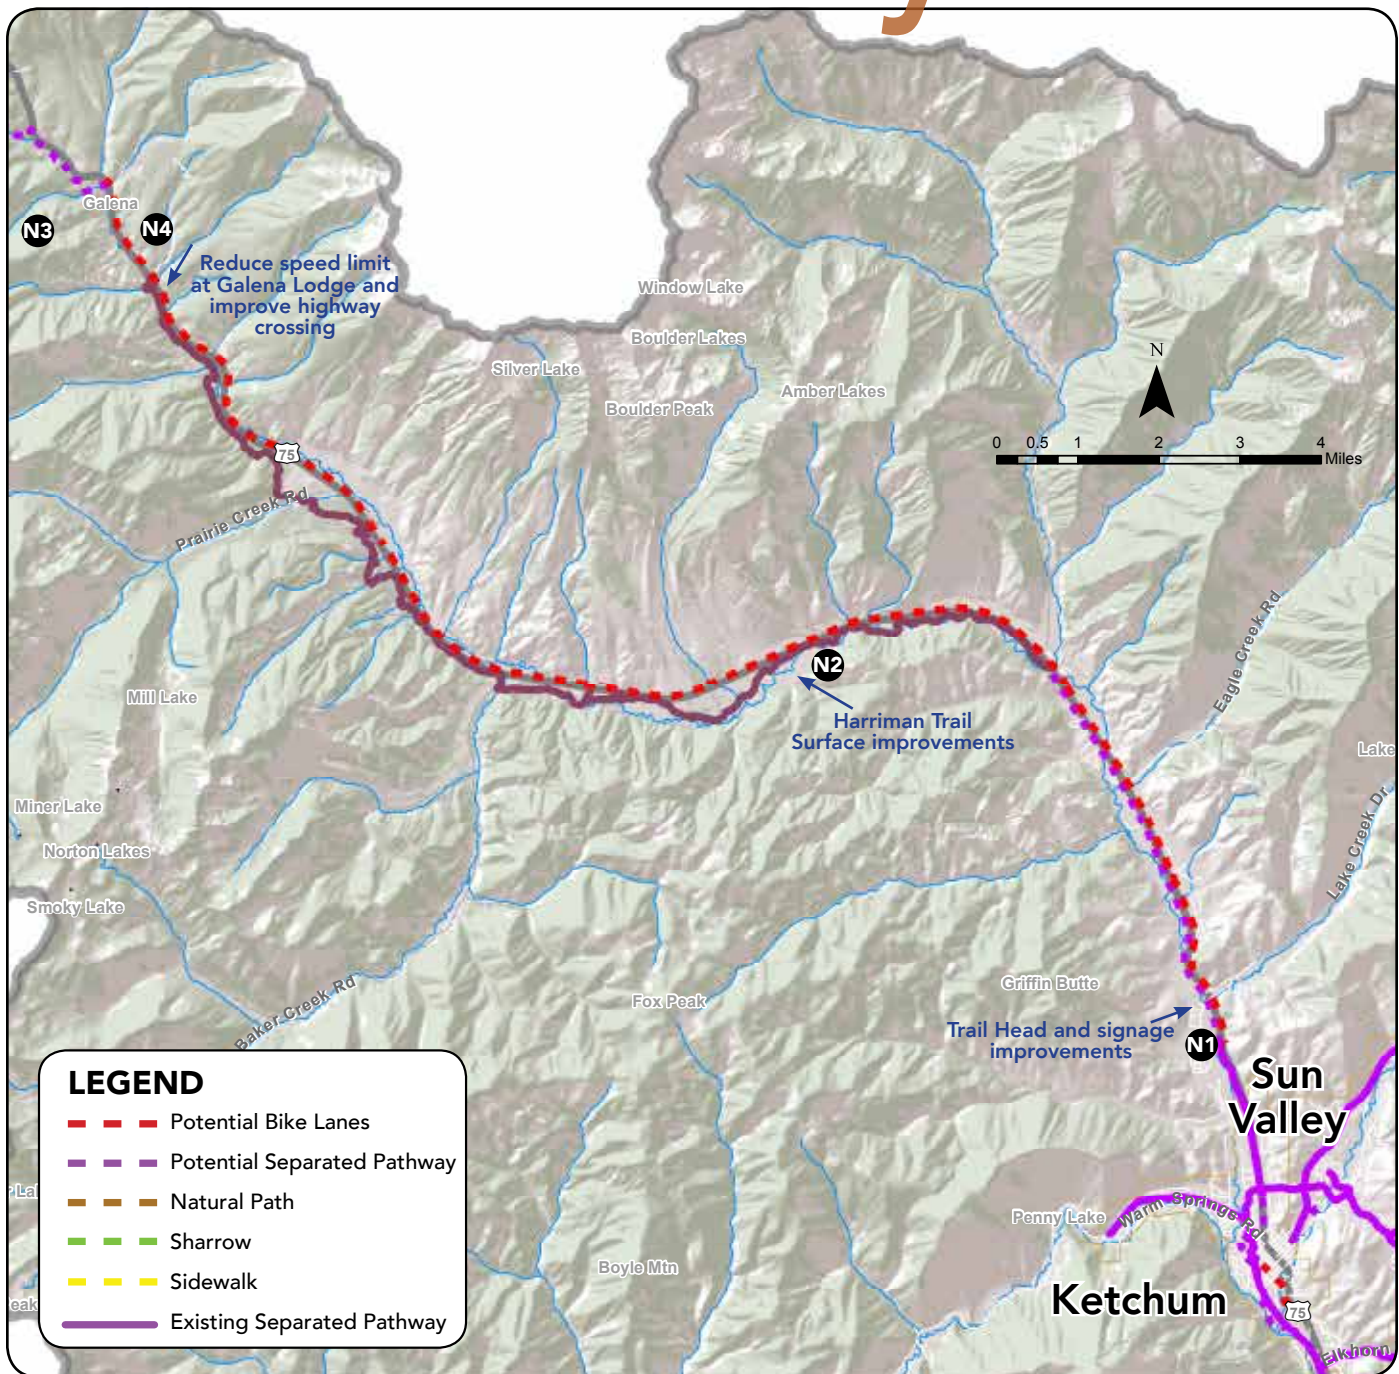 Galena
N3
N4
Reduce speed limit
at Galena Lodge and
improve highway
crossing
Window Lake
Boulder Lakes
Silver Lake
Boulder Peak
Amber Lakes
N
0 0.5 1 2 3 4
Miles
75
Prairie Creek Rd
Eagle Creek Rd
N2
Harriman Trail
Surface improvements
Mill Lake
Lake
Miner Lake
Norton Lakes
Smoky Lake
Lake Creek Dr
Baker Creek Rd
Fox Peak
Griffin Butte
Trail Head and signage
improvements
N1
Sun
Valley
LEGEND
Potential Bike Lanes
Potential Separated Pathway
Natural Path
Sharrow
Sidewalk
Existing Separated Pathway
Penny Lake
Warm Springs Rd
Boyle Mtn
Ketchum
75
Elkhorn